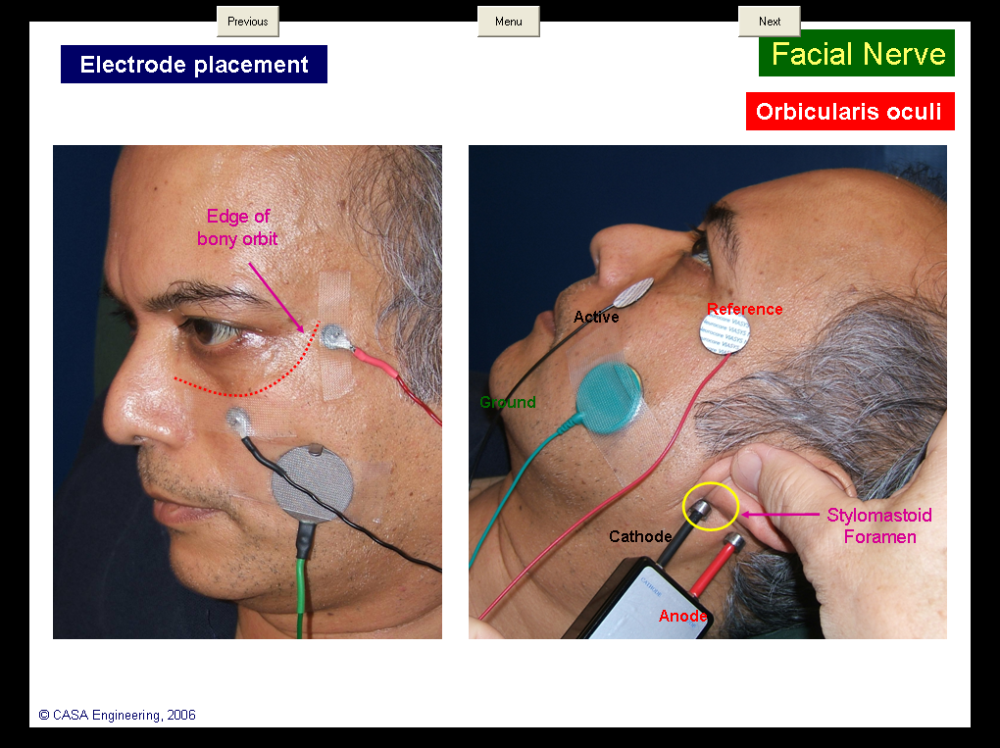 Previous
Menu
Next
Electrode placement
Facial Nerve
Orbicularis oculi
Edge of
bony orbit
Active
Reference
Ground
Cathode
Stylomastoid
Foramen
Anode
CATHODE
© CASA Engineering, 2006